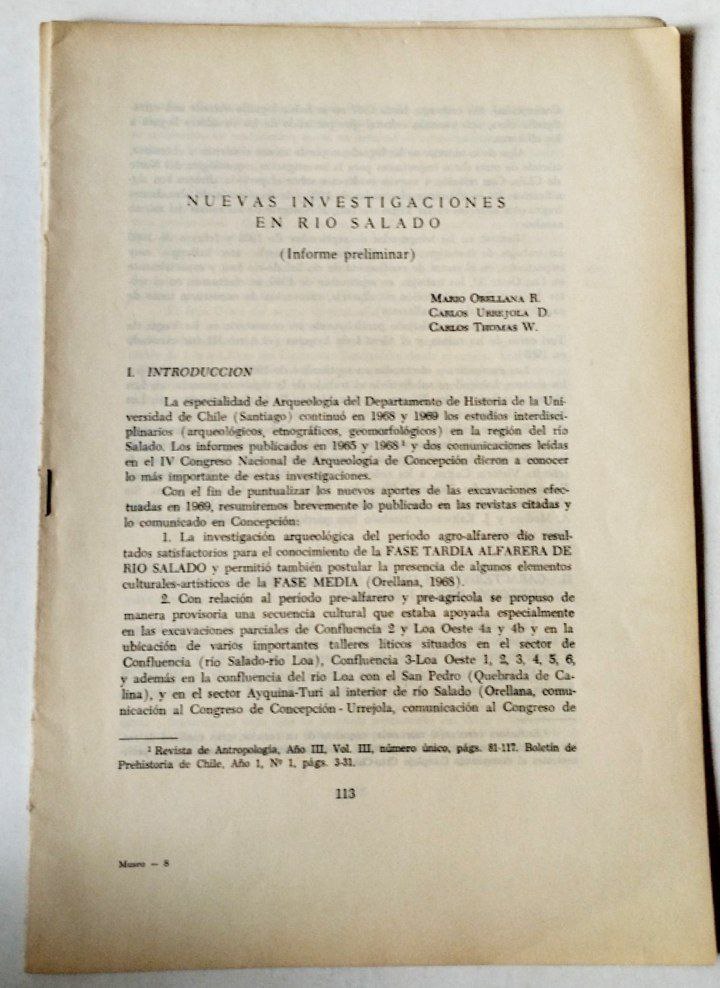 NUEVAS INVESTIGACIONES
EN RIO SALADO
(Informe preliminar)
MARIO ORELLANA R.
CARLOS URREJOLA D.
CARLOS THOMAS W.
I. INTRODUCCION
La especialidad de Arqueología del Departamento de Historia de la Uni-
versidad de Chile (Santiago) continuó en 1968 y 1969 los estudios interdisci-
plinarios (arqueológicos, etnográficos, geomorfológicos) en la región del río
Salado. Los informes publicados en 1965 y 1968 ¹ y dos comunicaciones leídas
en el IV Congreso Nacional de Arqueología de Concepción dieron a conocer
lo más importante de estas investigaciones.
Con el fin de puntualizar los nuevos aportes de las excavaciones efec-
tuadas en 1969, resumiremos brevemente lo publicado en las revistas citadas y
lo comunicado en Concepción:
1. La investigación arqueológica del período agro-alfarero dio resul-
tados satisfactorios para el conocimiento de la FASE TARDIA ALFARERA DE
RIO SALADO y permitió también postular la presencia de algunos elementos
culturales-artísticos de la FASE MEDIA (Orellana, 1968).
2. Con relación al período pre-alfarero y pre-agrícola se propuso de
manera provisoria una secuencia cultural que estaba apoyada especialmente
en las excavaciones parciales de Confluencia 2 y Loa Oeste 4a y 4b y en la
ubicación de varios importantes talleres líticos situados en el sector de
Confluencia (río Salado-río Loa), Confluencia 3-Loa Oeste 1, 2, 3, 4, 5, 6,
y además en la confluencia del río Loa con el San Pedro (Quebrada de Ca-
lina), y en el sector Ayquina-Turi al interior de río Salado (Orellana, comu-
nicación al Congreso de Concepción - Urrejola, comunicación al Congreso de
¹ Revista de Antropología, Año III, Vol. III, número único, págs. 81-117. Boletín de
Prehistoria de Chile, Año 1, Nº 1, págs. 3-31.
113
Museo — 8